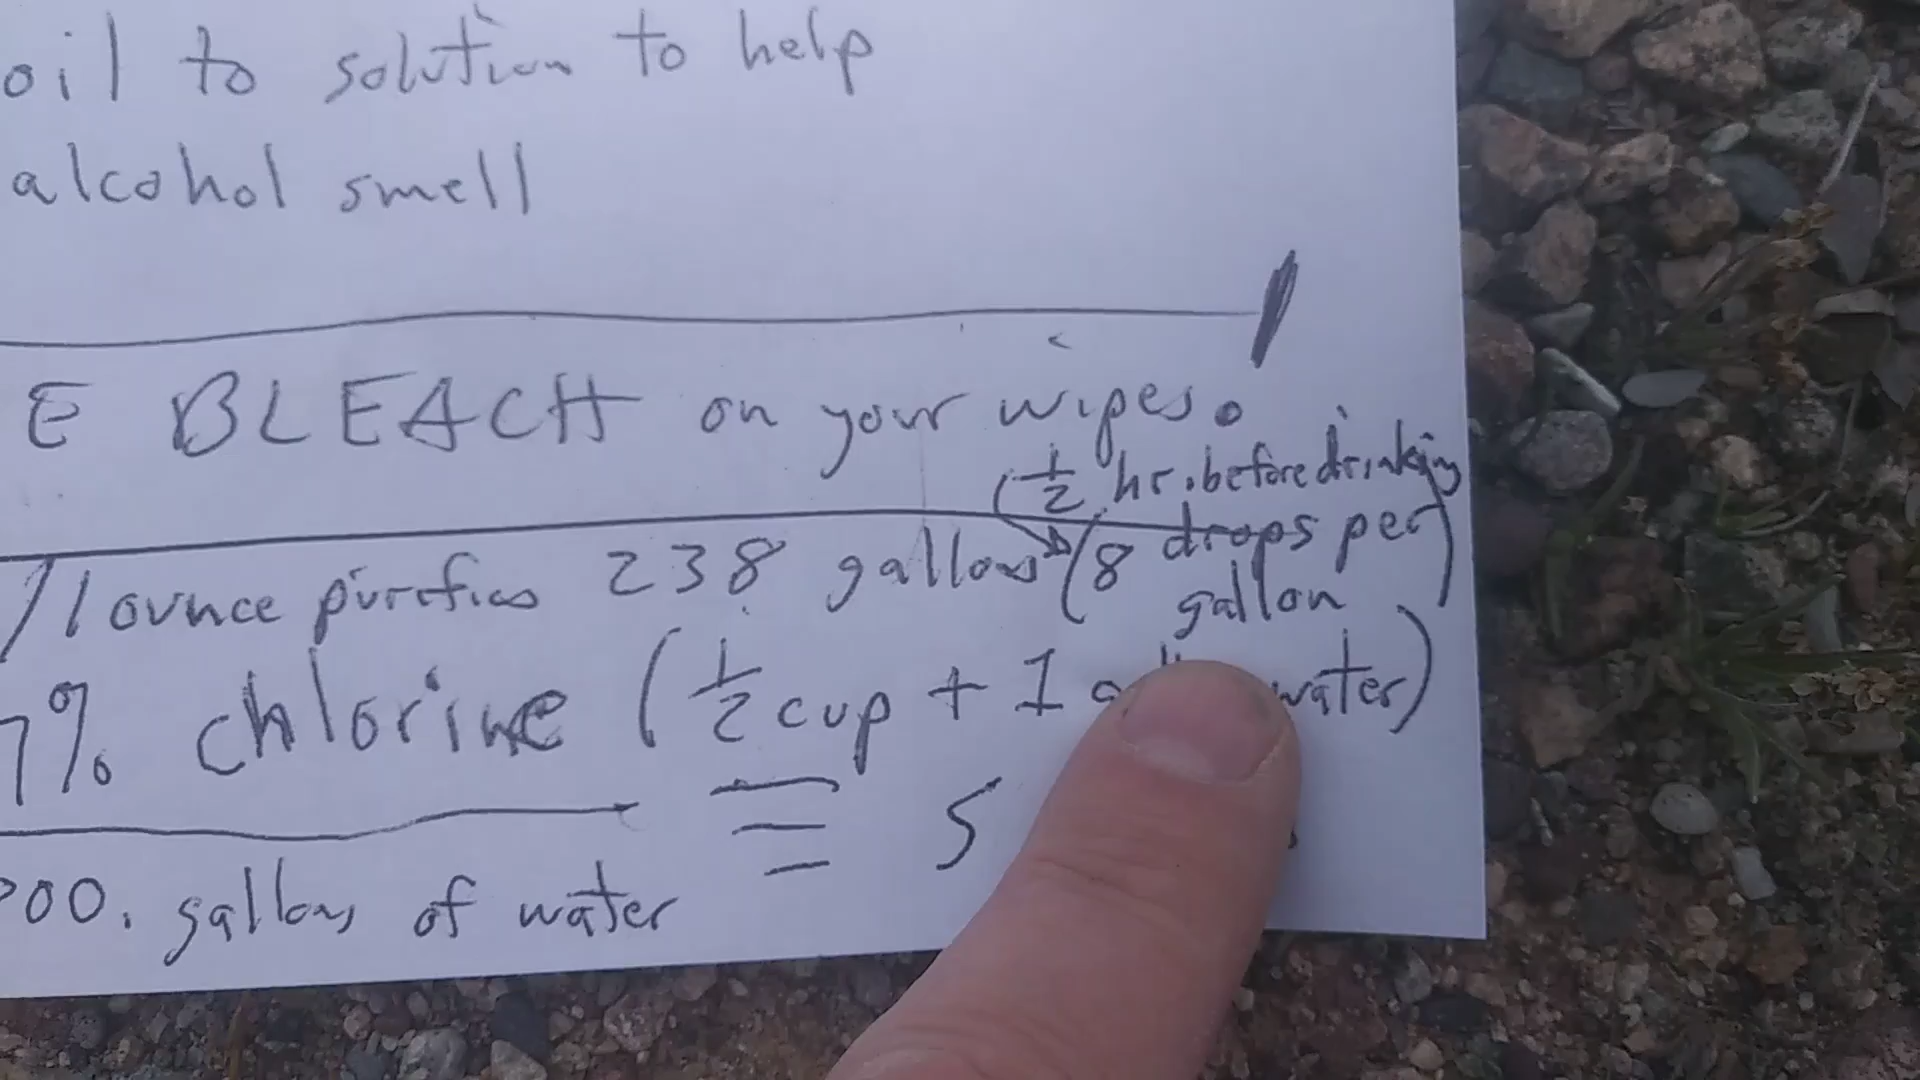 oil to solution to help
alcohol smell
E BLEACH on your wipes.
(1/2 hr. before drinking
1 ounce purifies 238 gallons (8 drops per
gallon)
7% chlorine (1/2 cup + 1 water)
= 5
00. gallons of water